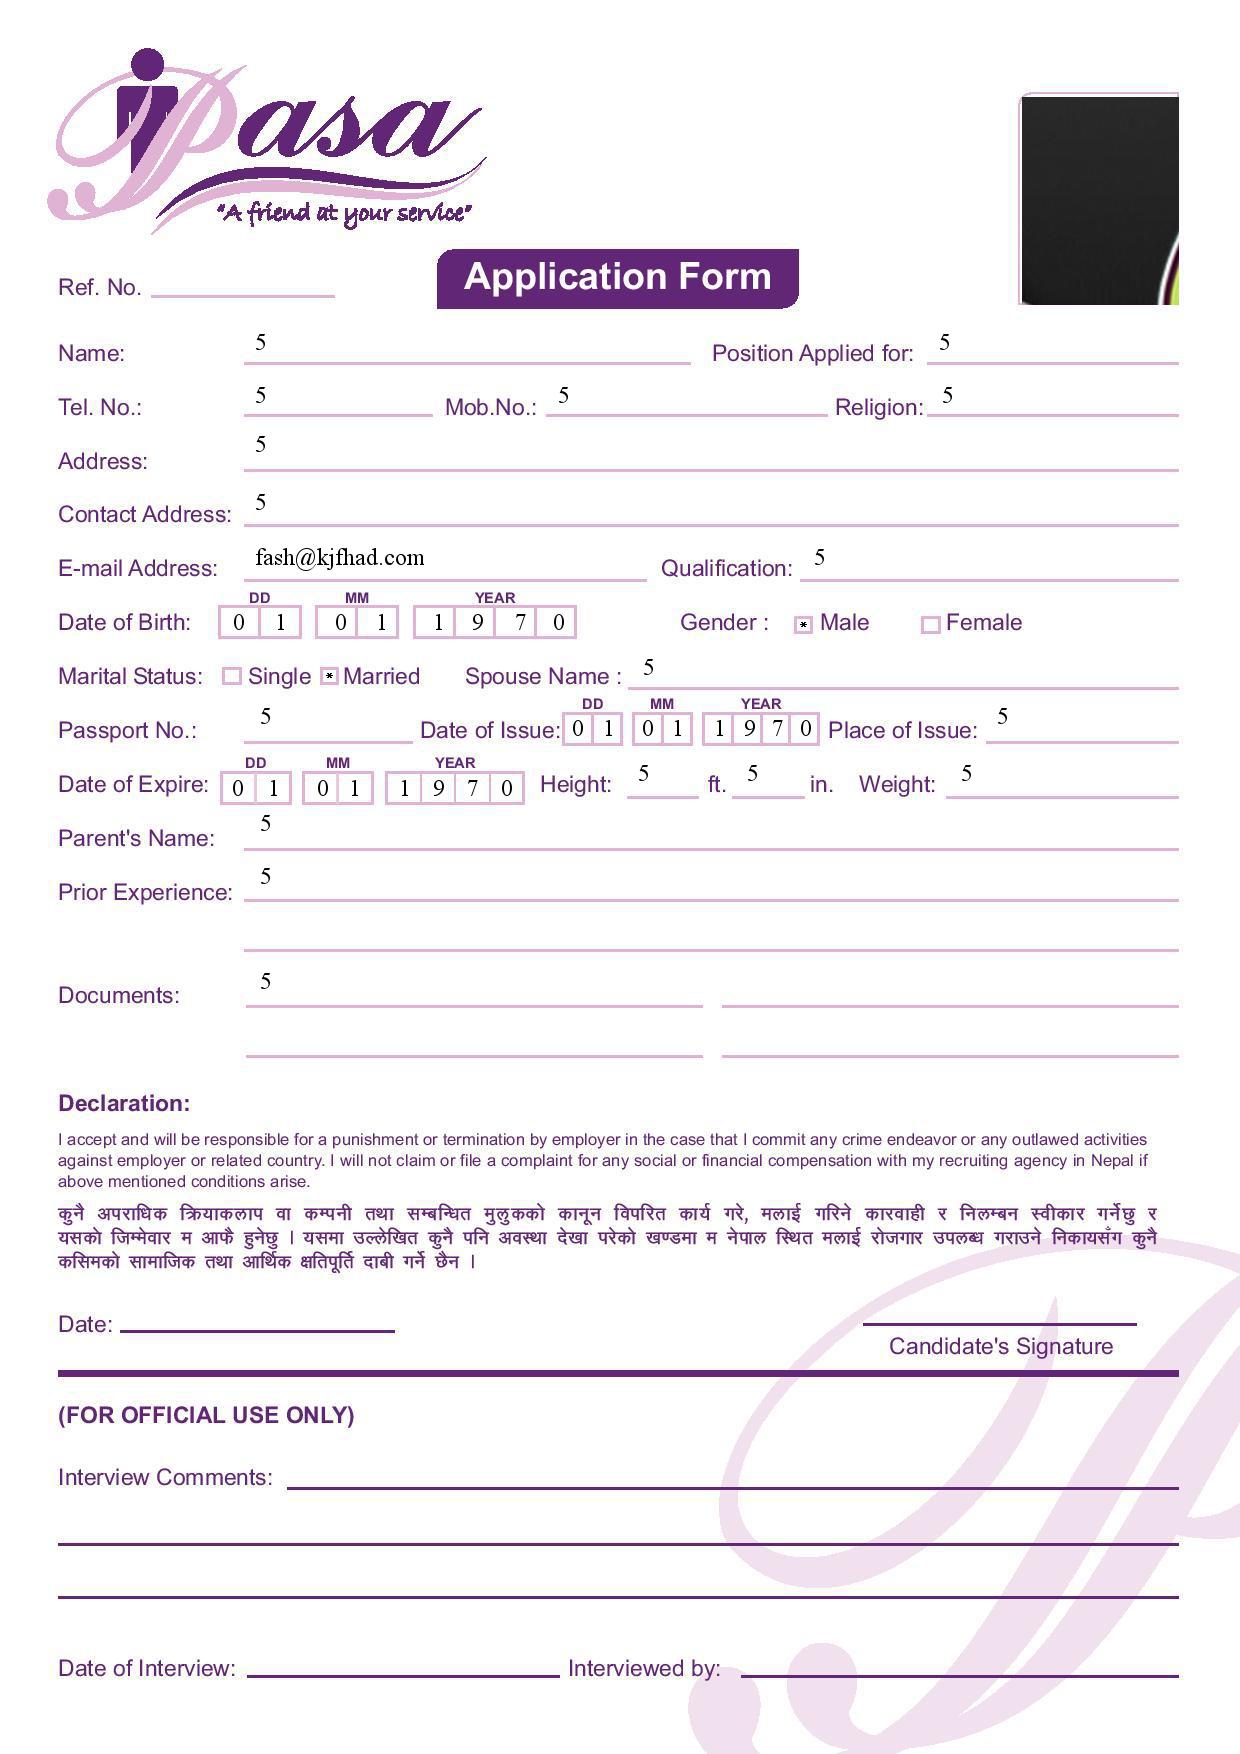 Pasa
"A friend at your service"
Ref. No.
Application Form
Name: 5 Position Applied for: 5
Tel. No.: 5 Mob.No.: 5 Religion: 5
Address: 5
Contact Address: 5
E-mail Address: fash@kjfhad.com Qualification: 5
DD MM YEAR
Date of Birth: 0 1 0 1 1 9 7 0 Gender : * Male Female
Marital Status: Single * Married Spouse Name : 5
DD MM YEAR
Passport No.: 5 Date of Issue: 0 1 0 1 1 9 7 0 Place of Issue: 5
DD MM YEAR
Date of Expire: 0 1 0 1 1 9 7 0 Height: 5 ft. 5 in. Weight: 5
Parent's Name: 5
Prior Experience: 5
Documents: 5
Declaration:
I accept and will be responsible for a punishment or termination by employer in the case that I commit any crime endeavor or any outlawed activities
against employer or related country. I will not claim or file a complaint for any social or financial compensation with my recruiting agency in Nepal if
above mentioned conditions arise.
कुनै अपराधिक क्रियाकलाप वा कम्पनी तथा सम्बन्धित मुलुकको कानून विपरित कार्य गरे, मलाई गरिने कारवाही र निलम्बन स्वीकार गर्नेछु र
यसको जिम्मेवार म आफै हुनेछु । यसमा उल्लेखित कुनै पनि अवस्था देखा परेको खण्डमा म नेपाल स्थित मलाई रोजगार उपलब्ध गराउने निकायसँग कुनै
कसिमको सामाजिक तथा आर्थिक क्षतिपूर्ति दाबी गर्ने छैन ।
Date:
Candidate's Signature
(FOR OFFICIAL USE ONLY)
Interview Comments:
Date of Interview: Interviewed by: